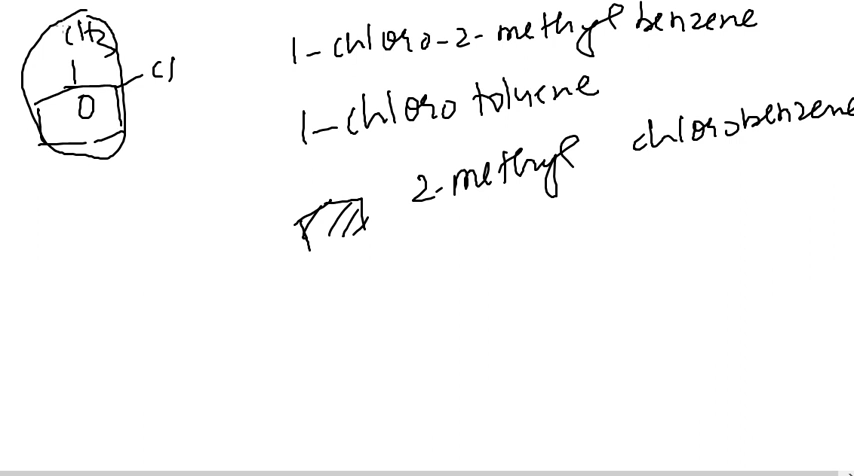 CH3
Cl
1-chloro-2-methyl benzene
1-chloro toluene
2-methyl chlorobenzene